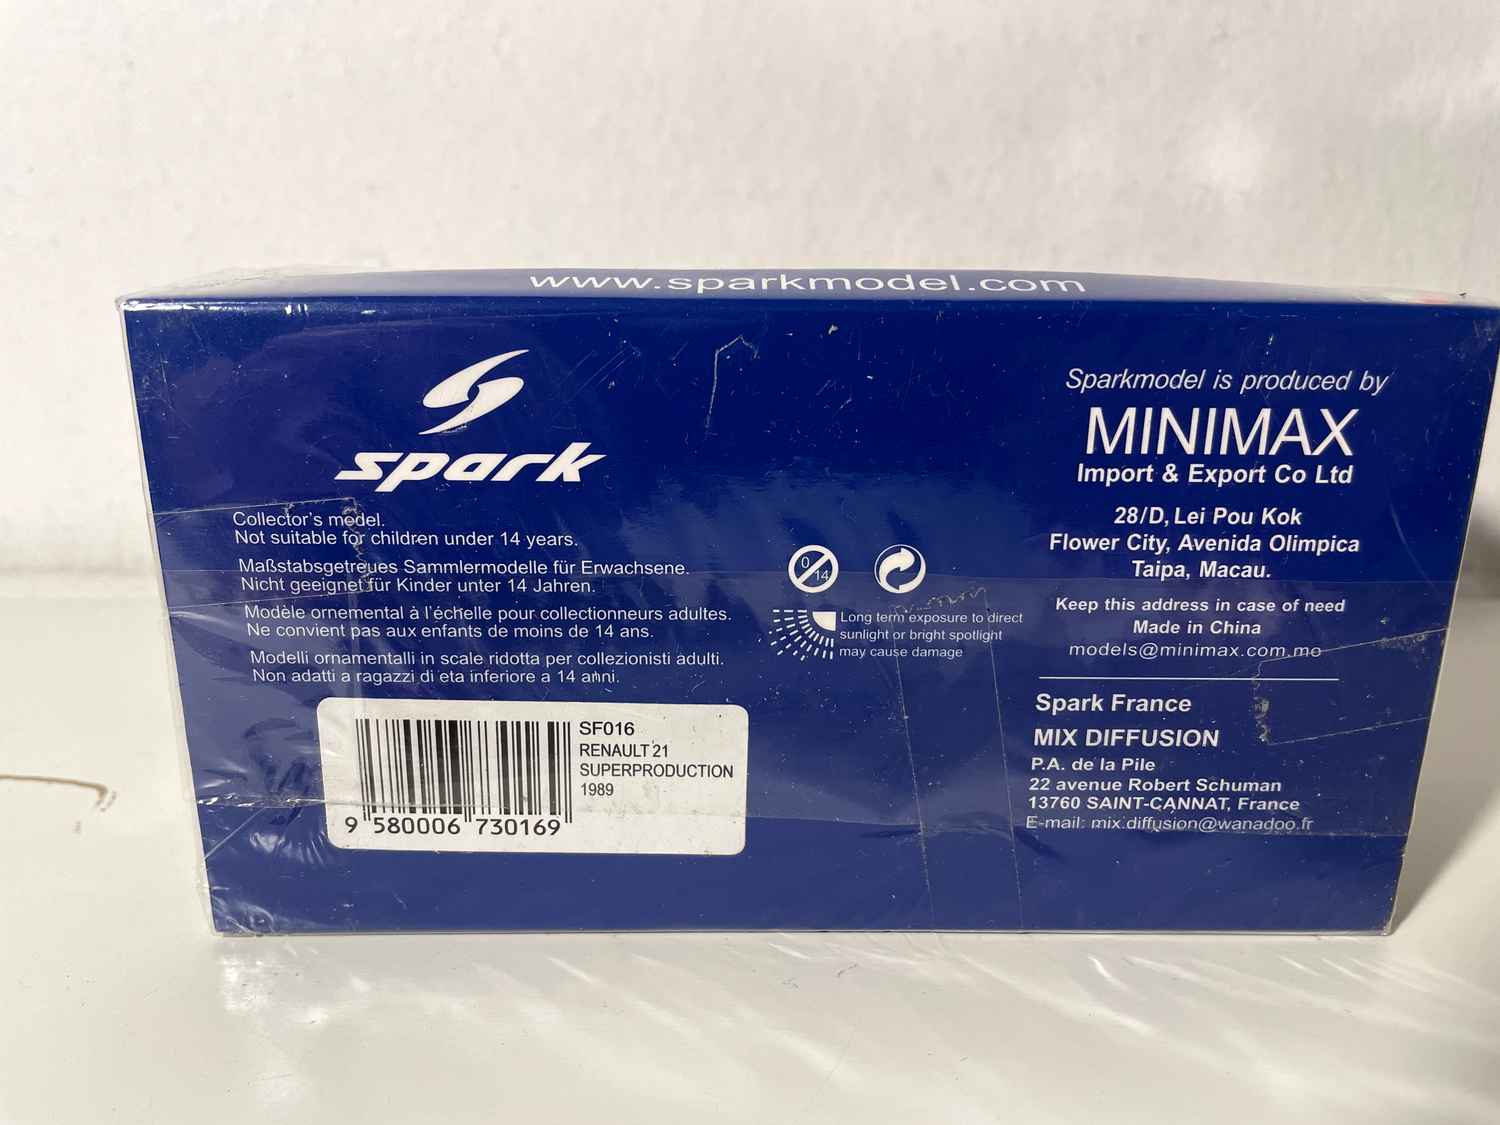 www.sparkmodel.com
spark
Collector's model.
Not suitable for children under 14 years.
Maßstabsgetreues Sammlermodelle für Erwachsene.
Nicht geeignet für Kinder unter 14 Jahren.
Modèle ornemental à l'échelle pour collectionneurs adultes.
Ne convient pas aux enfants de moins de 14 ans.
Modelli ornamentalli in scale ridotta per collezionisti adulti.
Non adatti a ragazzi di eta inferiore a 14 anni.
SF016
RENAULT 21
SUPERPRODUCTION
1989
9 580006 730169
0
14
Long term exposure to direct
sunlight or bright spotlight
may cause damage
Sparkmodel is produced by
MINIMAX
Import & Export Co Ltd
28/D, Lei Pou Kok
Flower City, Avenida Olimpica
Taipa, Macau.
Keep this address in case of need
Made in China
models@minimax.com.mo
Spark France
MIX DIFFUSION
P.A. de la Pile
22 avenue Robert Schuman
13760 SAINT-CANNAT, France
E-mail: mix.diffusion@wanadoo.fr